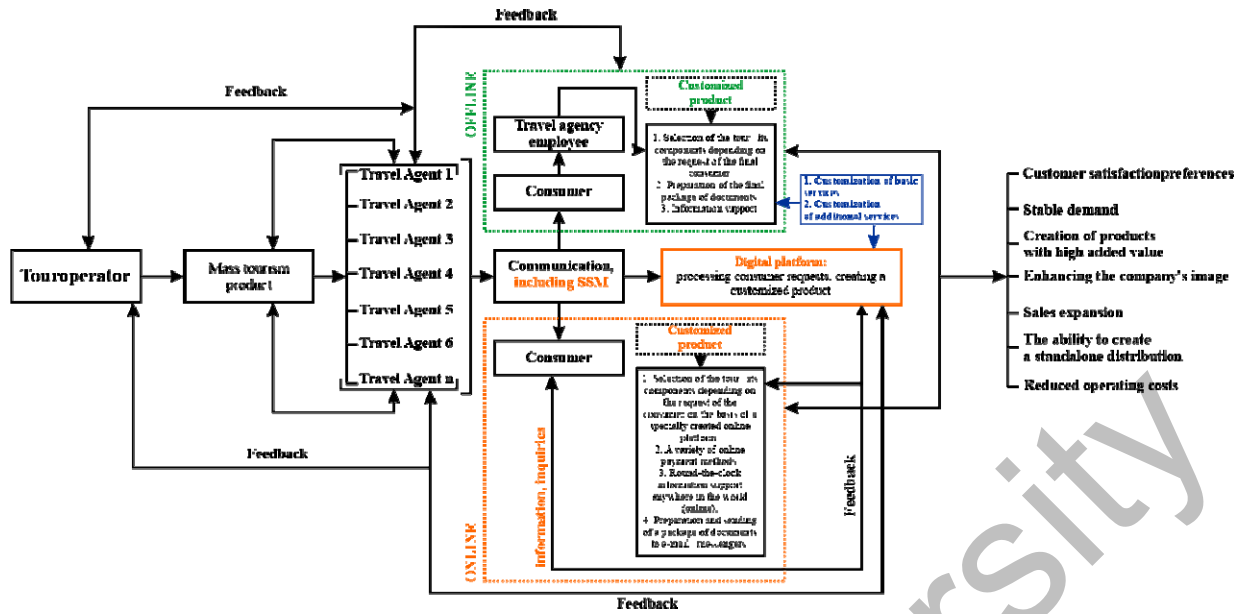 Feedback
Feedback
OFFLINE
Customized
product
Travel agency
employee
1. Selection of the tour its
components depending on
the request of the final
consumer
2. Preparation of the final
package of documents
3. Information support
Consumer
1. Customization of basic
services
2. Customization
of additional services
Travel Agent 1
Travel Agent 2
Travel Agent 3
Travel Agent 4
Travel Agent 5
Travel Agent 6
Travel Agent n
Touroperator
Mass tourism
product
Communication,
including SSM
Digital platform:
processing consumer requests, creating a
customized product
Customer satisfactionpreferences
Stable demand
Creation of products
with high added value
Enhancing the company's image
Sales expansion
The ability to create
a standalone distribution
Reduced operating costs
Consumer
Customized
product
1. Selection of the tour its
components depending on
the request of the
consumer on the basis of a
specially created online
platform
2. A variety of online
payment methods
3. Round-the-clock
information support
anywhere in the world
(online).
4. Preparation and sending
of a package of documents
to e-mail messengers
Information, inquiries
ONLINE
Feedback
Feedback
Feedback
ersity